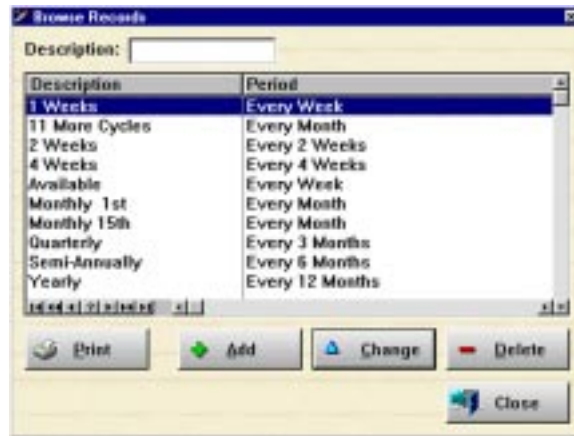 Browse Records
Description:
Description Period
1 Weeks Every Week
11 More Cycles Every Month
2 Weeks Every 2 Weeks
4 Weeks Every 4 Weeks
Available Every Week
Monthly 1st Every Month
Monthly 15th Every Month
Quarterly Every 3 Months
Semi-Annually Every 6 Months
Yearly Every 12 Months
Print Add Change Delete
Close